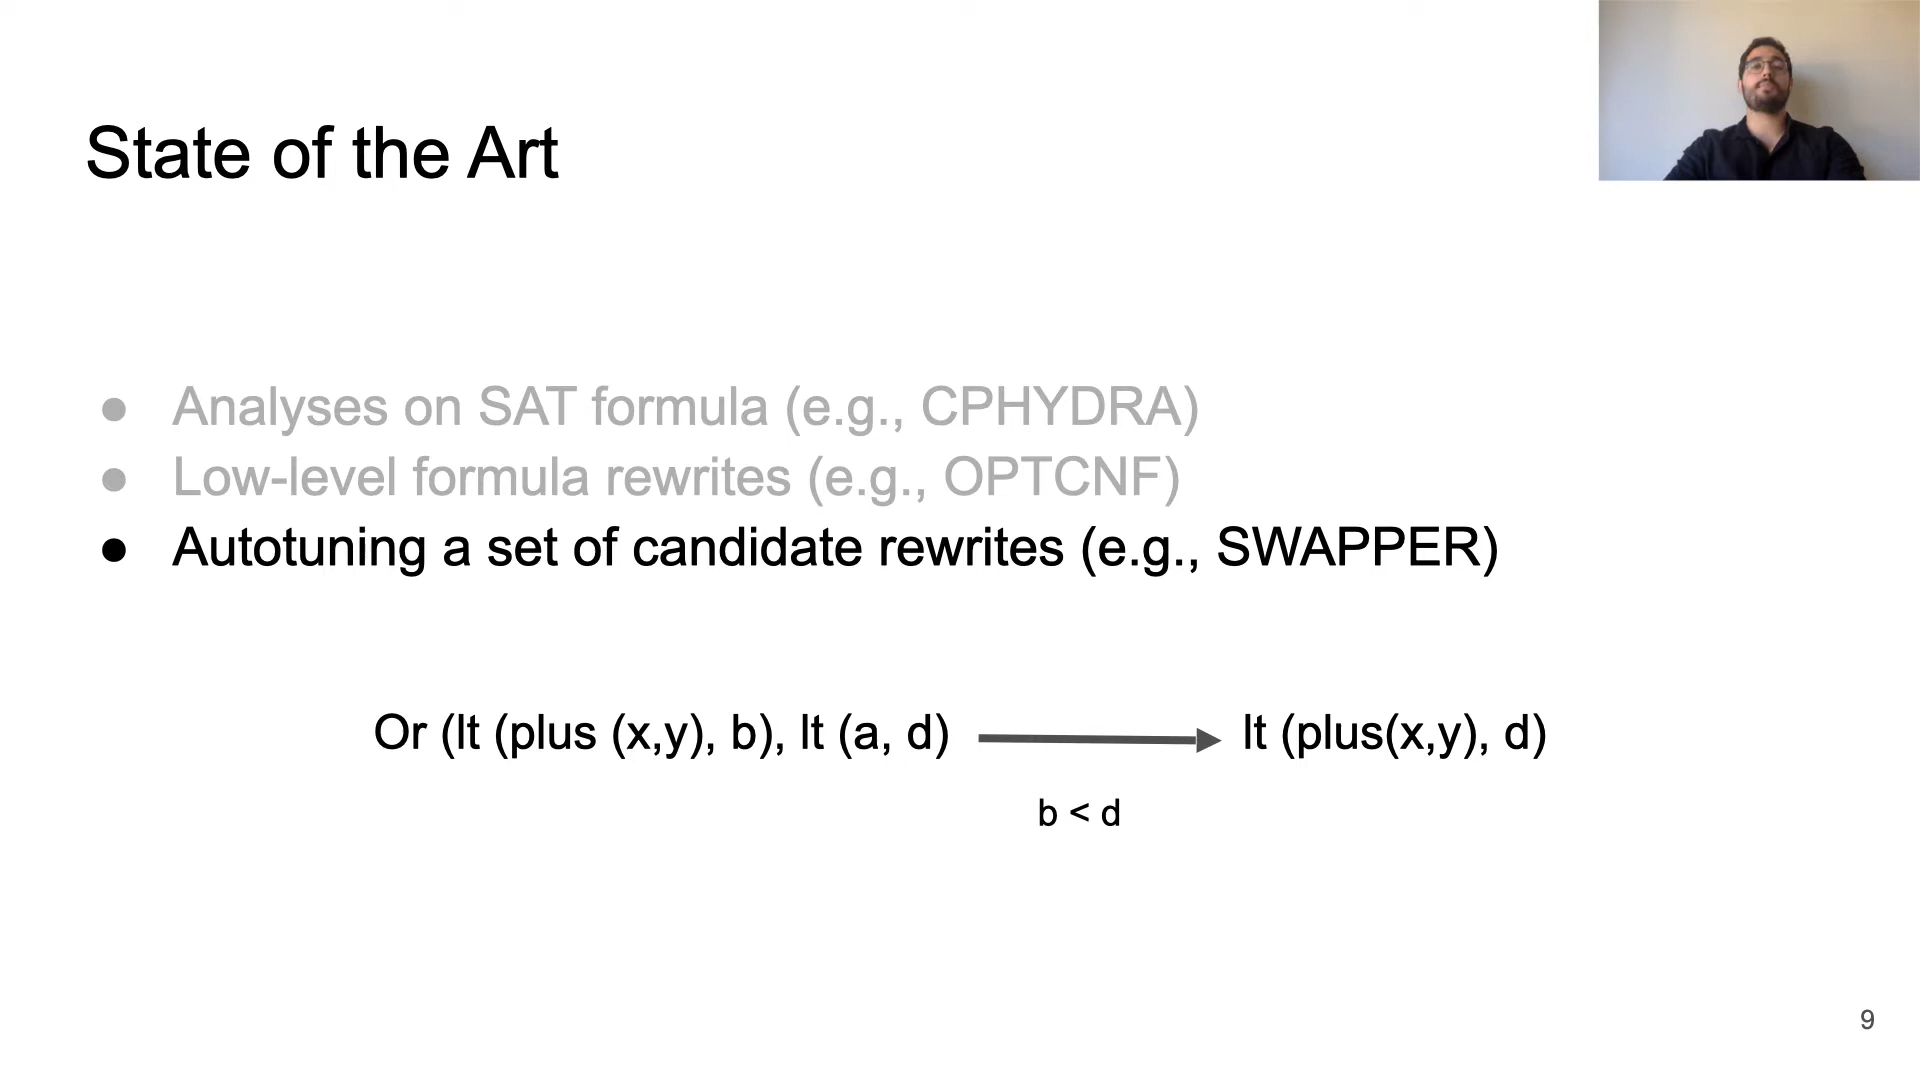 State of the Art
● Analyses on SAT formula (e.g., CPHYDRA)
● Low-level formula rewrites (e.g., OPTCNF)
● Autotuning a set of candidate rewrites (e.g., SWAPPER)
Or (lt (plus (x,y), b), lt (a, d) lt (plus(x,y), d)
b < d
9